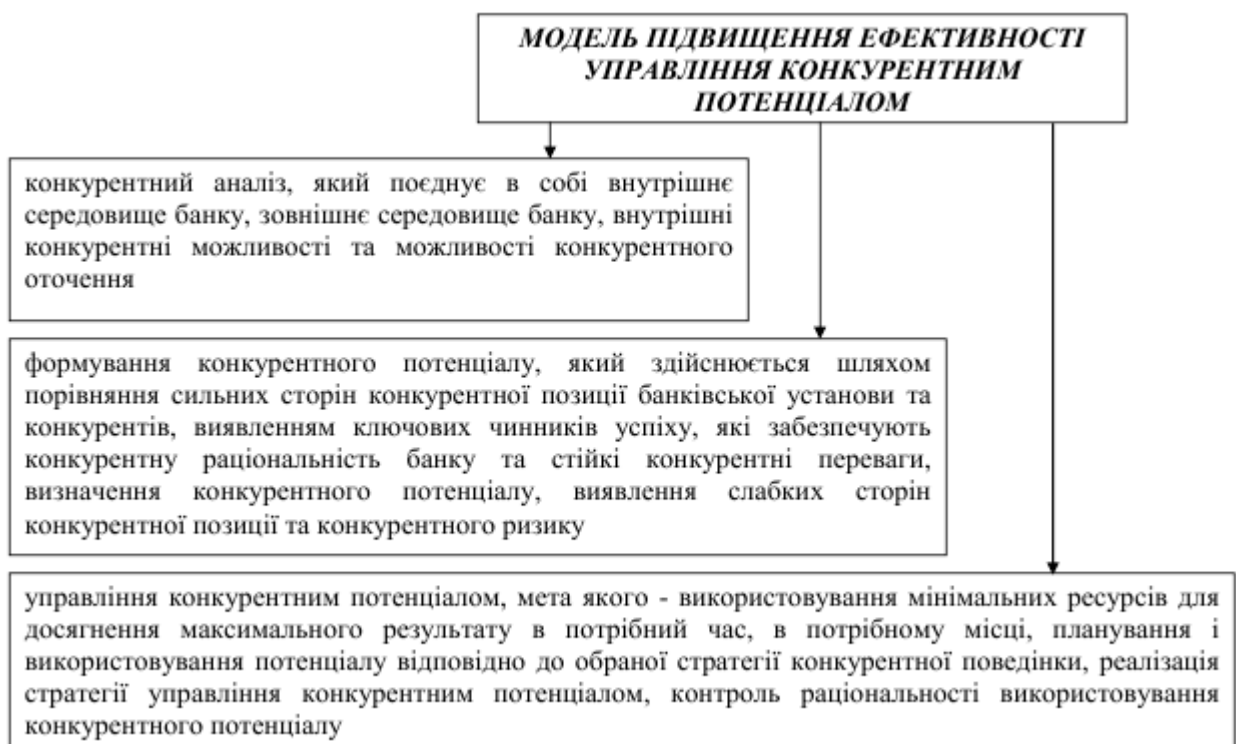 МОДЕЛЬ ПІДВИЩЕННЯ ЕФЕКТИВНОСТІ
УПРАВЛІННЯ КОНКУРЕНТНИМ
ПОТЕНЦІАЛОМ
конкурентний аналіз, який поєднує в собі внутрішнє
середовище банку, зовнішнє середовище банку, внутрішні
конкурентні можливості та можливості конкурентного
оточення
формування конкурентного потенціалу, який здійснюється шляхом
порівняння сильних сторін конкурентної позиції банківської установи та
конкурентів, виявленням ключових чинників успіху, які забезпечують
конкурентну раціональність банку та стійкі конкурентні переваги,
визначення конкурентного потенціалу, виявлення слабких сторін
конкурентної позиції та конкурентного ризику
управління конкурентним потенціалом, мета якого - використовування мінімальних ресурсів для
досягнення максимального результату в потрібний час, в потрібному місці, планування і
використовування потенціалу відповідно до обраної стратегії конкурентної поведінки, реалізація
стратегії управління конкурентним потенціалом, контроль раціональності використовування
конкурентного потенціалу